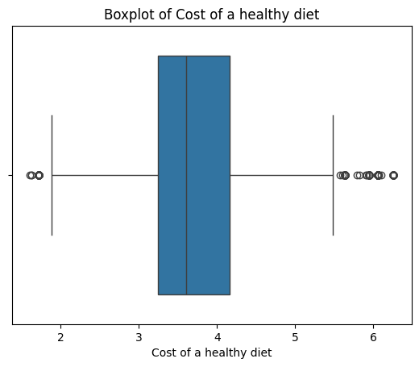 Boxplot of Cost of a healthy diet
2 3 4 5 6
Cost of a healthy diet